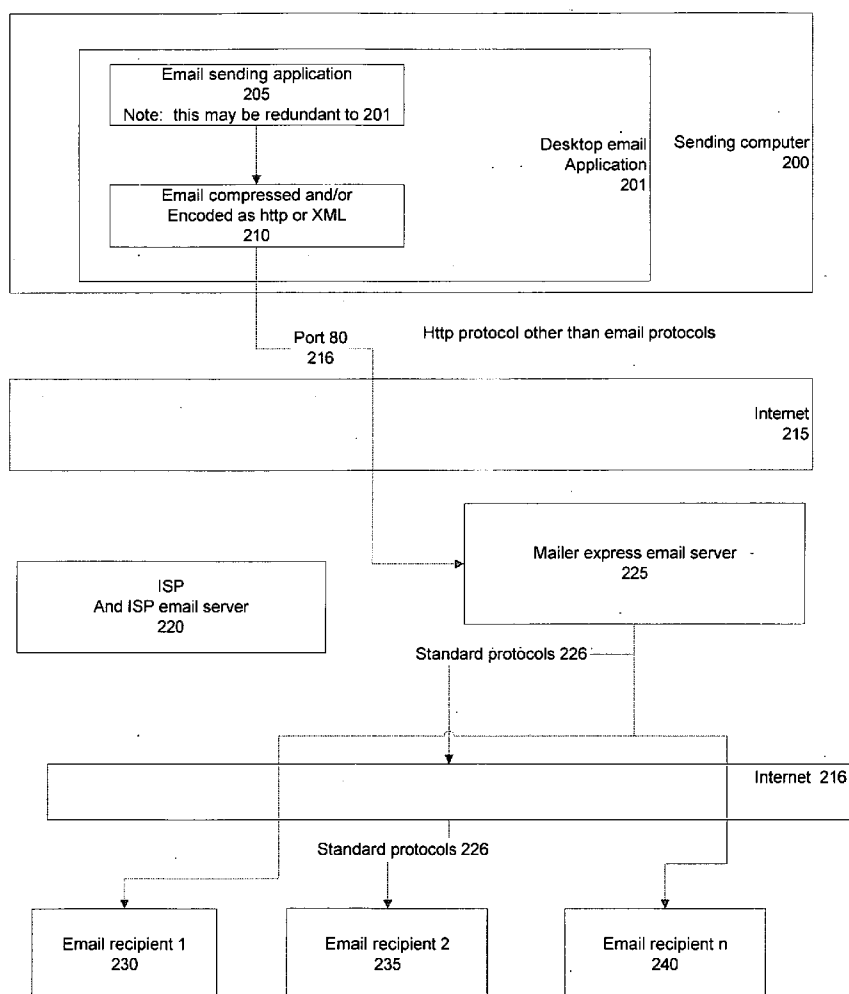 Email sending application
205
Note: this may be redundant to 201
Desktop email
Application
201
Sending computer
200
Email compressed and/or
Encoded as http or XML
210
Port 80
216
Http protocol other than email protocols
Internet
215
Mailer express email server
225
ISP
And ISP email server
220
Standard protocols 226
Internet 216
Standard protocols 226
Email recipient 1
230
Email recipient 2
235
Email recipient n
240